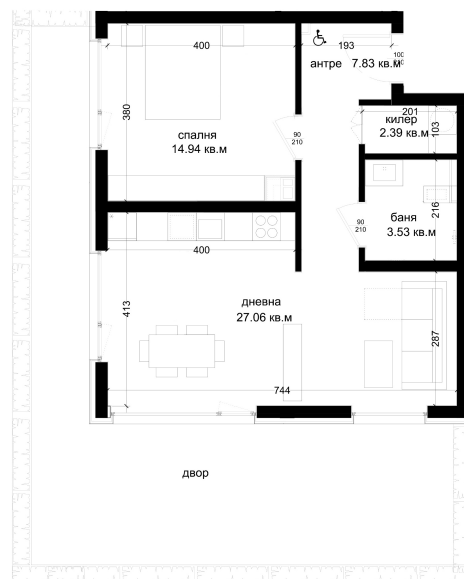 400
193
антре 7.83 кв.м
100
201
килер
2.39 кв.м
103
380
спалня
14.94 кв.м
90
210
баня
3.53 кв.м
216
90
210
400
413
дневна
27.06 кв.м
287
744
двор